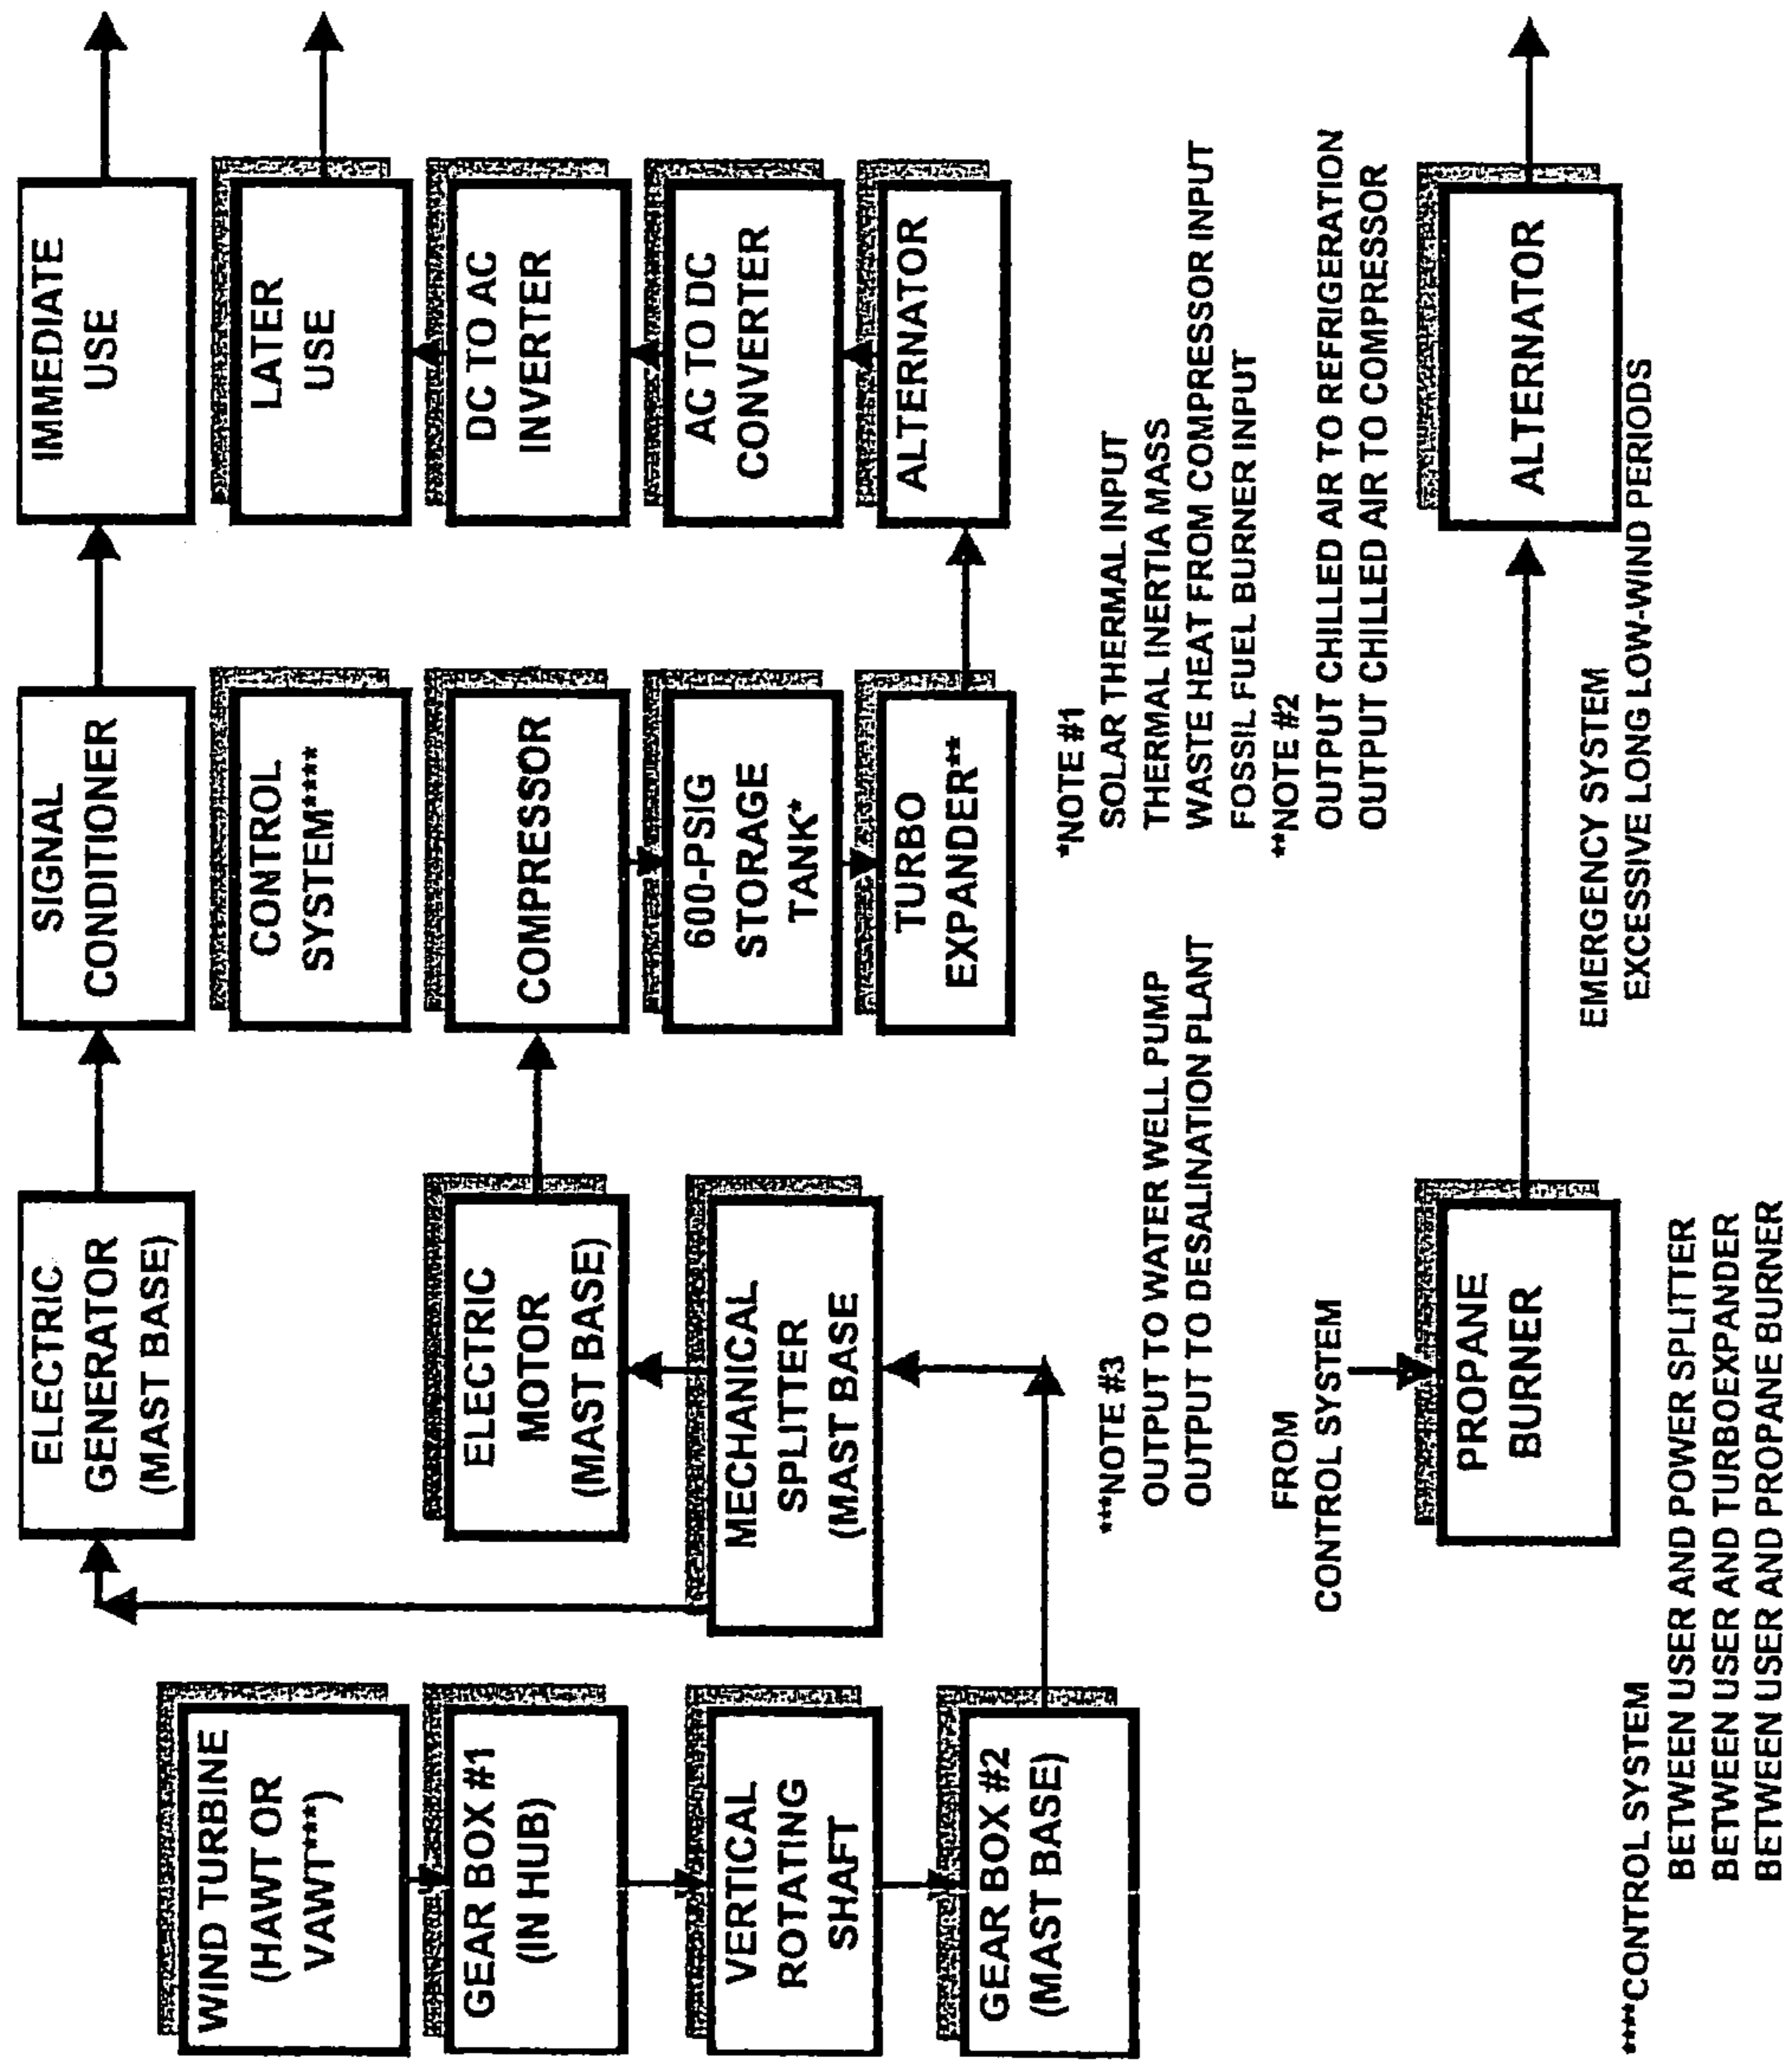 WIND TURBINE
(HAWT OR
VAWT***)
GEAR BOX #1
(IN HUB)
VERTICAL
ROTATING
SHAFT
GEAR BOX #2
(MAST BASE)
ELECTRIC
GENERATOR
(MAST BASE)
ELECTRIC
MOTOR
(MAST BASE)
MECHANICAL
SPLITTER
(MAST BASE)
SIGNAL
CONDITIONER
CONTROL
SYSTEM****
COMPRESSOR
600-PSIG
STORAGE
TANK*
TURBO
EXPANDER**
IMMEDIATE
USE
LATER
USE
DC TO AC
INVERTER
AC TO DC
CONVERTER
ALTERNATOR
*NOTE #1
SOLAR THERMAL INPUT
THERMAL INERTIA MASS
WASTE HEAT FROM COMPRESSOR INPUT
FOSSIL FUEL BURNER INPUT
**NOTE #2
OUTPUT CHILLED AIR TO REFRIGERATION
OUTPUT CHILLED AIR TO COMPRESSOR
***NOTE #3
OUTPUT TO WATER WELL PUMP
OUTPUT TO DESALINATION PLANT
FROM
CONTROL SYSTEM
PROPANE
BURNER
ALTERNATOR
EMERGENCY SYSTEM
EXCESSIVE LONG LOW-WIND PERIODS
****CONTROL SYSTEM
BETWEEN USER AND POWER SPLITTER
BETWEEN USER AND TURBOEXPANDER
BETWEEN USER AND PROPANE BURNER